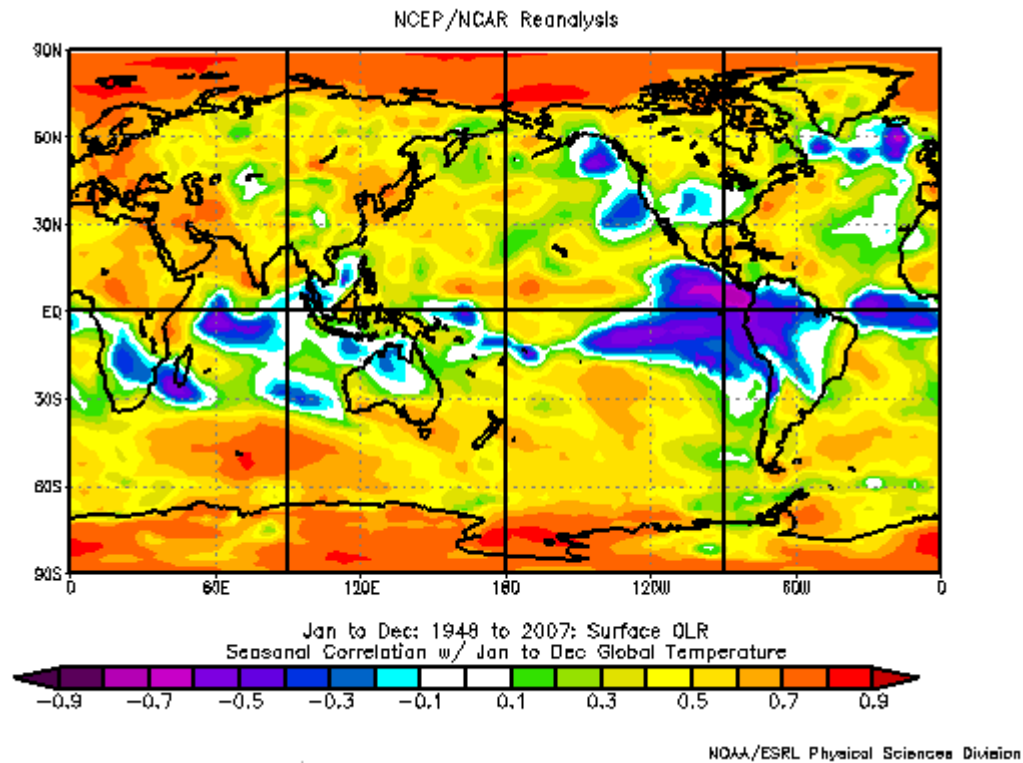 NCEP/NCAR Reanalysis
90N
60N
30N
EQ
30S
60S
90S
0 60E 120E 180 120W 60W 0
Jan to Dec: 1948 to 2007: Surface OLR
Seasonal Correlation w/ Jan to Dec Global Temperature
−0.9 −0.7 −0.5 −0.3 −0.1 0.1 0.3 0.5 0.7 0.9
NOAA/ESRL Physical Sciences Division